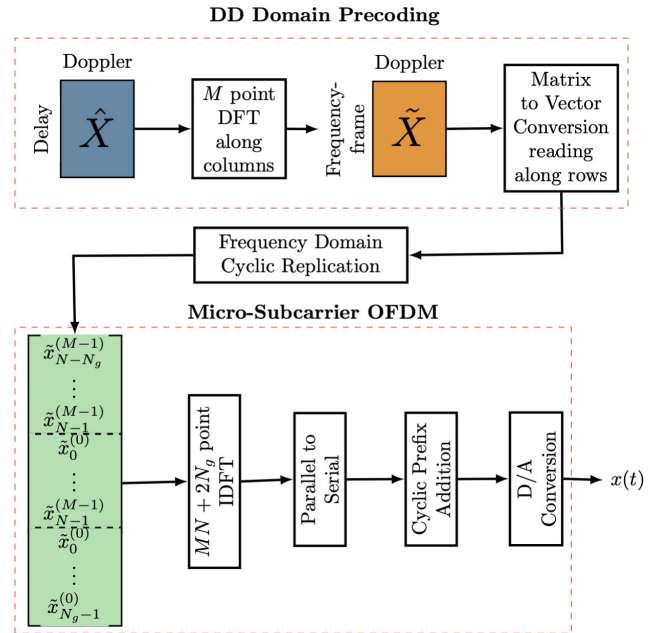 DD Domain Precoding
Doppler
Delay
X̂
M point
DFT
along
columns
Doppler
Frequency-
frame
X̃
Matrix
to Vector
Conversion
reading
along rows
Frequency Domain
Cyclic Replication
Micro-Subcarrier OFDM
x̃_{N−N_g}^{(M−1)}
⋮
x̃_{N−1}^{(M−1)}
x̃_0^{(0)}
⋮
x̃_{N−1}^{(M−1)}
x̃_0^{(0)}
⋮
x̃_{N_g−1}^{(0)}
MN + 2N_g point
IDFT
Parallel to
Serial
Cyclic Prefix
Addition
D/A
Conversion
x(t)